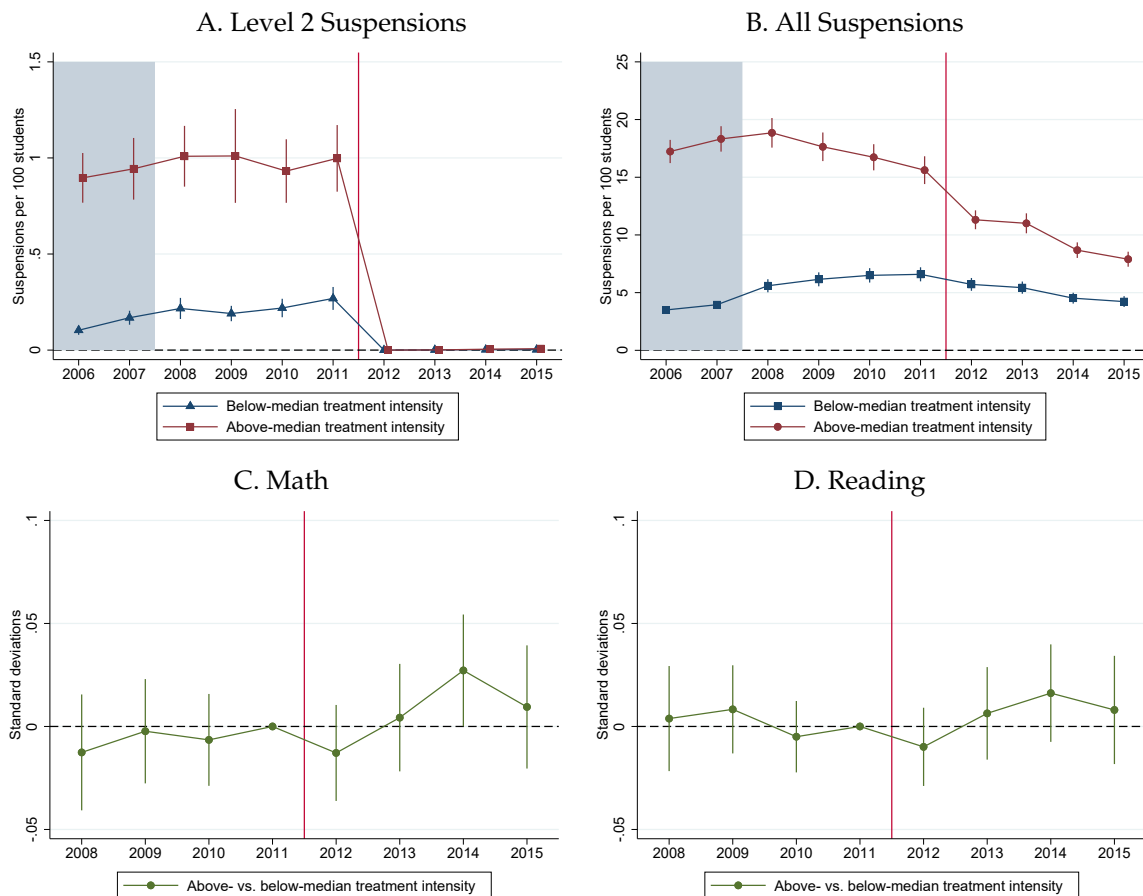 A. Level 2 Suspensions
Suspensions per 100 students
1.5
1
.5
0
2006 2007 2008 2009 2010 2011 2012 2013 2014 2015
Below-median treatment intensity
Above-median treatment intensity
B. All Suspensions
Suspensions per 100 students
25
20
15
10
5
0
2006 2007 2008 2009 2010 2011 2012 2013 2014 2015
Below-median treatment intensity
Above-median treatment intensity
C. Math
Standard deviations
.1
.05
0
-.05
2008 2009 2010 2011 2012 2013 2014 2015
Above- vs. below-median treatment intensity
D. Reading
Standard deviations
.1
.05
0
-.05
2008 2009 2010 2011 2012 2013 2014 2015
Above- vs. below-median treatment intensity